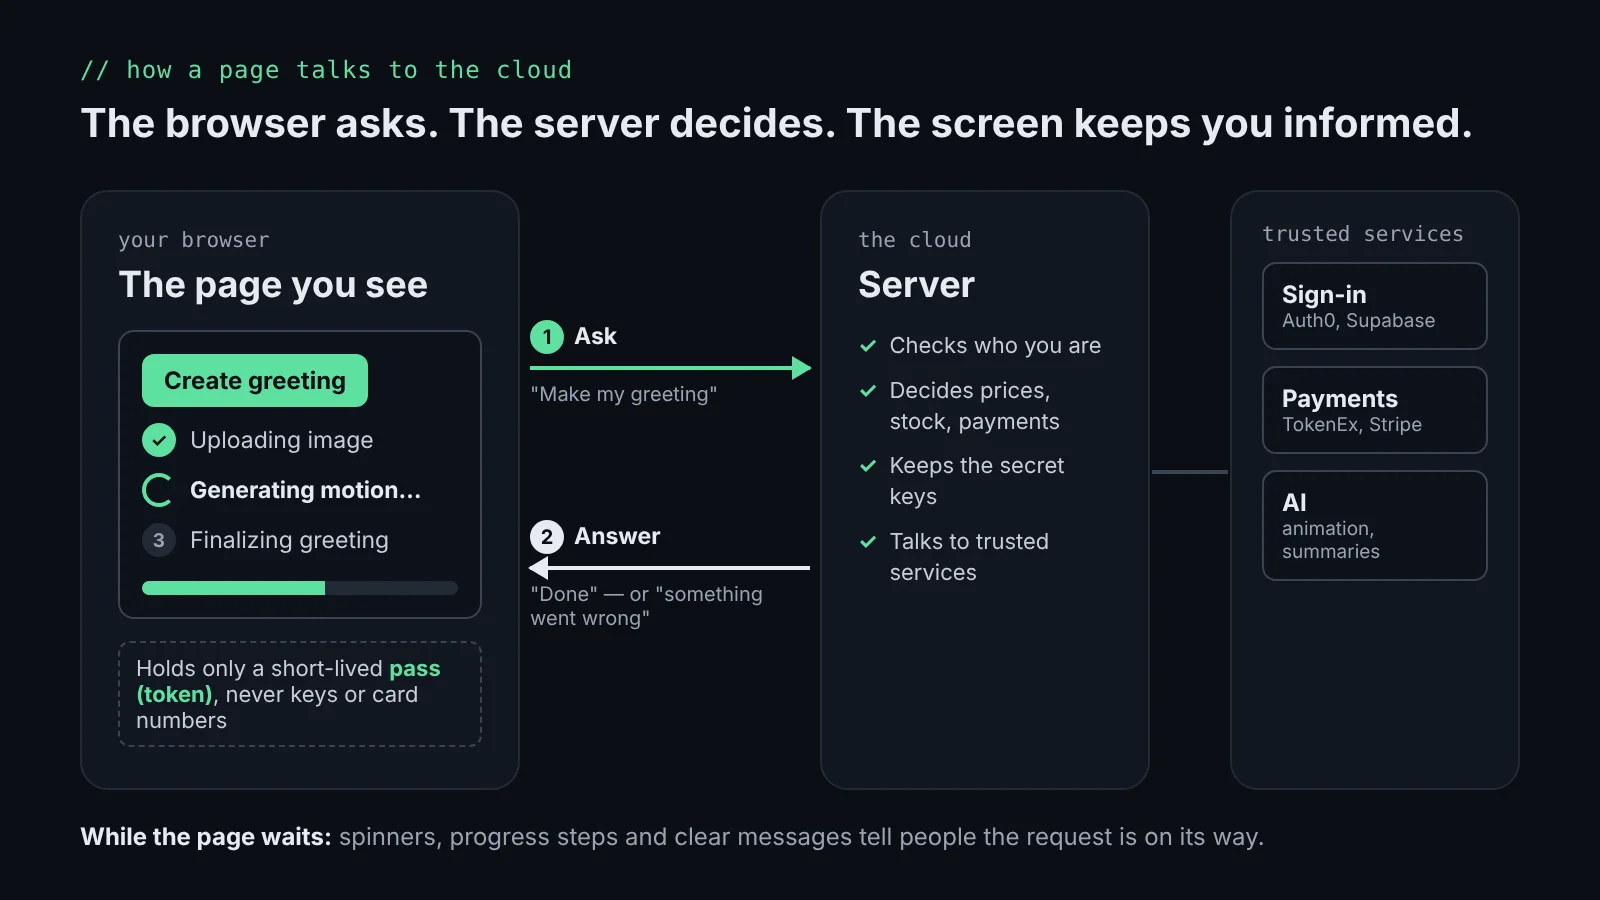 // how a page talks to the cloud
The browser asks. The server decides. The screen keeps you informed.
your browser
The page you see
Create greeting
Uploading image
Generating motion...
3 Finalizing greeting
Holds only a short-lived pass
(token), never keys or card
numbers
1 Ask
"Make my greeting"
2 Answer
"Done" — or "something
went wrong"
the cloud
Server
Checks who you are
Decides prices,
stock, payments
Keeps the secret
keys
Talks to trusted
services
trusted services
Sign-in
Auth0, Supabase
Payments
TokenEx, Stripe
AI
animation,
summaries
While the page waits: spinners, progress steps and clear messages tell people the request is on its way.